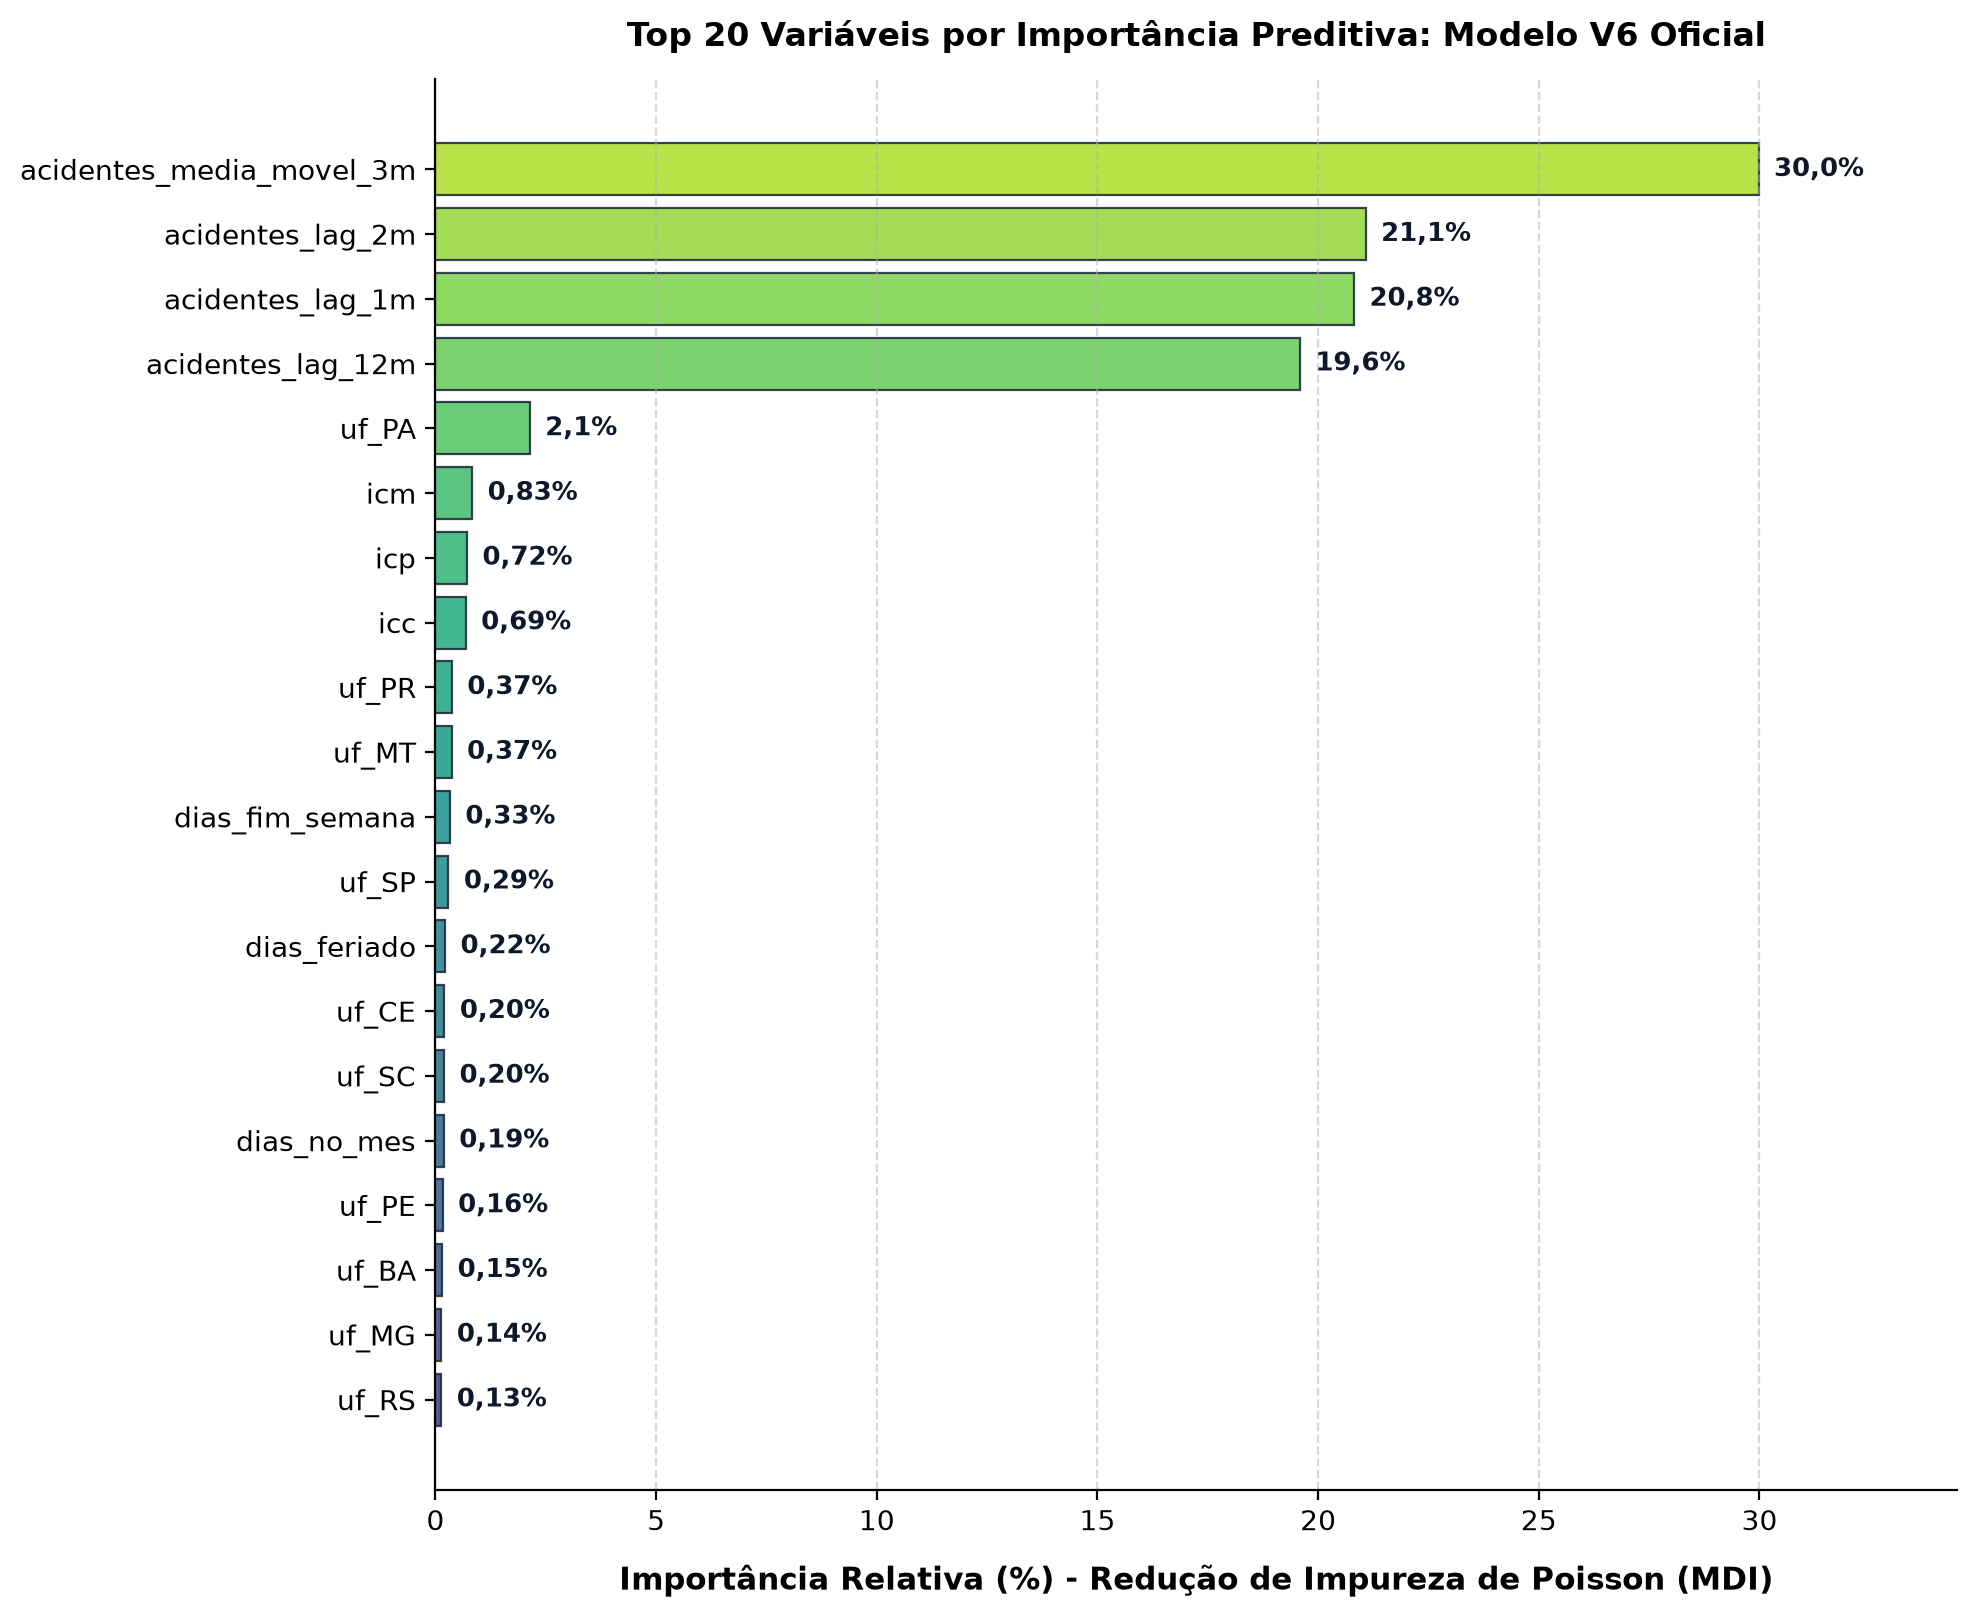 Top 20 Variáveis por Importância Preditiva: Modelo V6 Oficial
acidentes_media_movel_3m 30,0%
acidentes_lag_2m 21,1%
acidentes_lag_1m 20,8%
acidentes_lag_12m 19,6%
uf_PA 2,1%
icm 0,83%
icp 0,72%
icc 0,69%
uf_PR 0,37%
uf_MT 0,37%
dias_fim_semana 0,33%
uf_SP 0,29%
dias_feriado 0,22%
uf_CE 0,20%
uf_SC 0,20%
dias_no_mes 0,19%
uf_PE 0,16%
uf_BA 0,15%
uf_MG 0,14%
uf_RS 0,13%
0 5 10 15 20 25 30
Importância Relativa (%) - Redução de Impureza de Poisson (MDI)